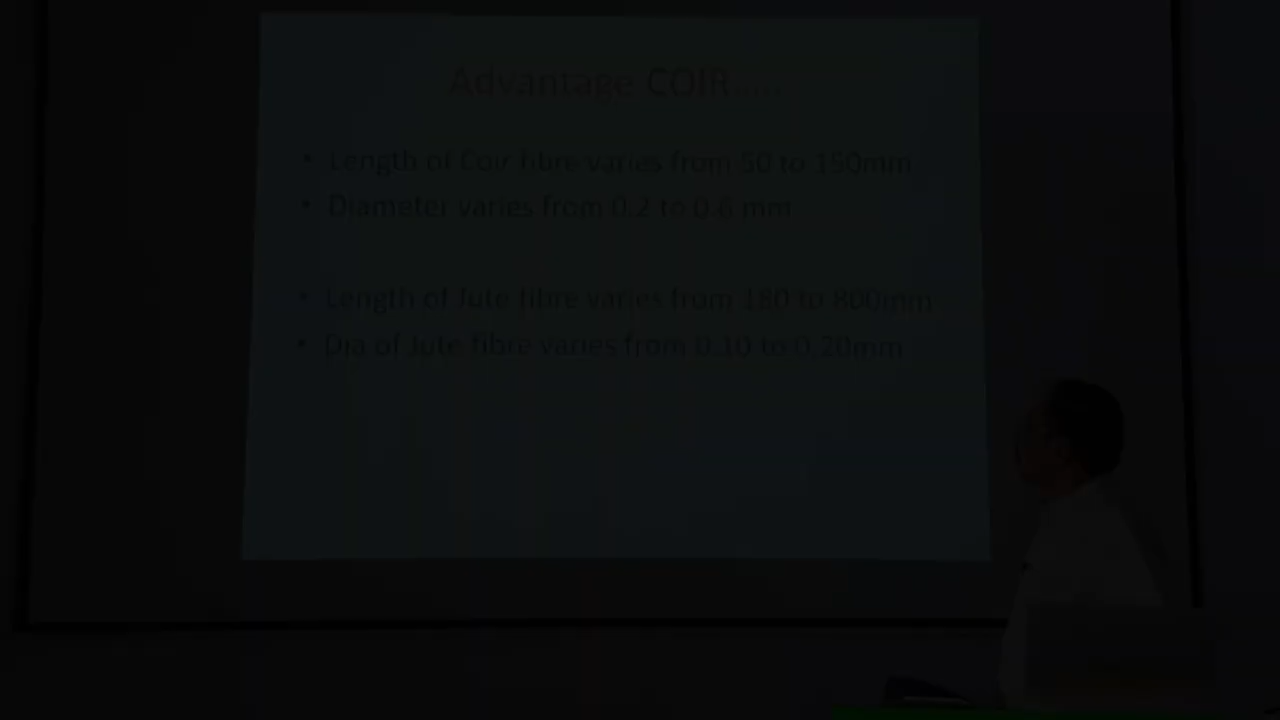 Advantage COIR....
• Length of Coir fibre varies from 50 to 150mm
• Diameter varies from 0.2 to 0.6 mm
• Length of Jute fibre varies from 180 to 800mm
• Dia of Jute fibre varies from 0.10 to 0.20mm